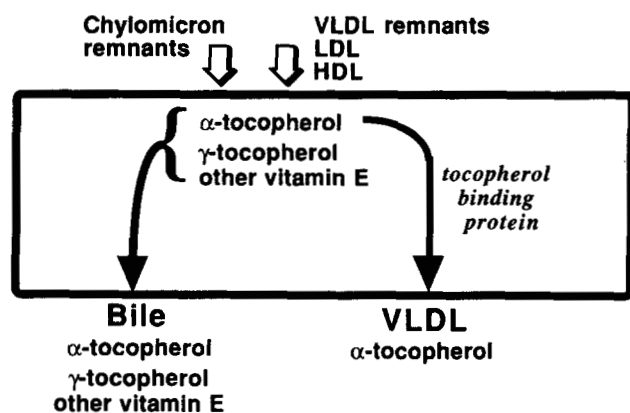 Chylomicron
remnants
VLDL remnants
LDL
HDL
α-tocopherol
γ-tocopherol
other vitamin E
tocopherol
binding
protein
Bile
α-tocopherol
γ-tocopherol
other vitamin E
VLDL
α-tocopherol